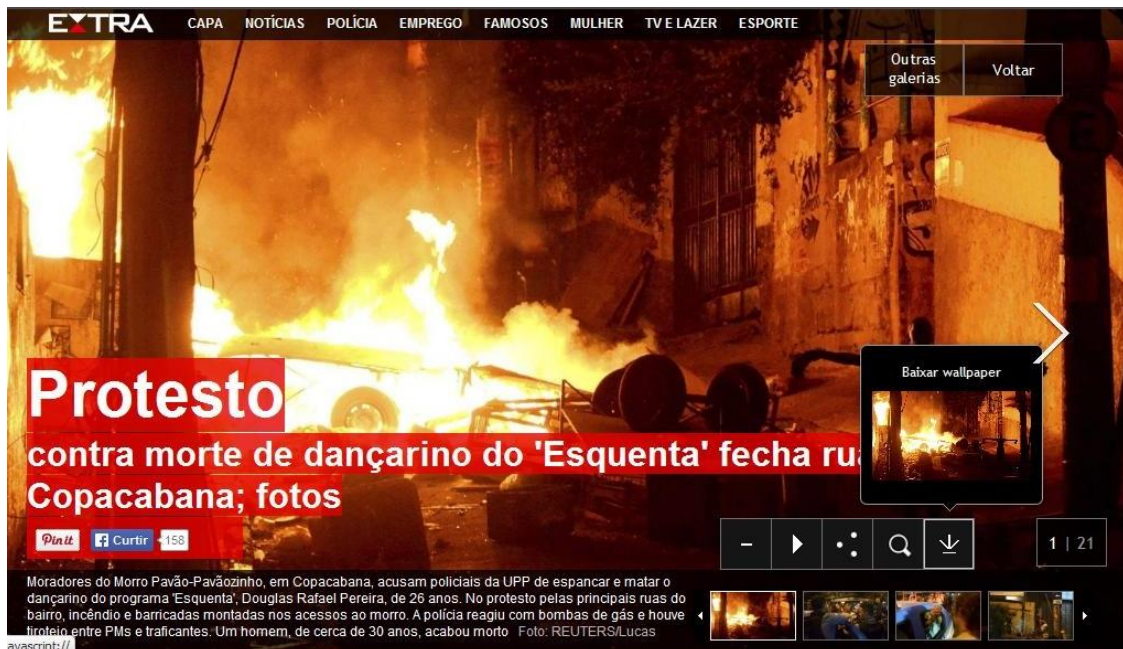 EXTRA CAPA NOTÍCIAS POLÍCIA EMPREGO FAMOSOS MULHER TV E LAZER ESPORTE
Outras
galerias
Voltar
Baixar wallpaper
Protesto
contra morte de dançarino do 'Esquenta' fecha
Copacabana; fotos
Pin it Curtir 158
1 | 21
Moradores do Morro Pavão-Pavãozinho, em Copacabana, acusam policiais da UPP de espancar e matar o
dançarino do programa 'Esquenta', Douglas Rafael Pereira, de 26 anos. No protesto pelas principais ruas do
bairro, incêndio e barricadas montadas nos acessos ao morro. A polícia reagiu com bombas de gás e houve
tiroteio entre PMs e traficantes. Um homem, de cerca de 30 anos, acabou morto Foto: REUTERS/Lucas
avascript://